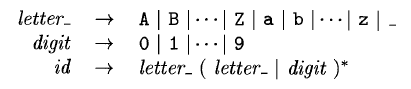 letter_ → A | B | ··· | Z | a | b | ··· | z | _
digit → 0 | 1 | ··· | 9
id → letter_ ( letter_ | digit )*